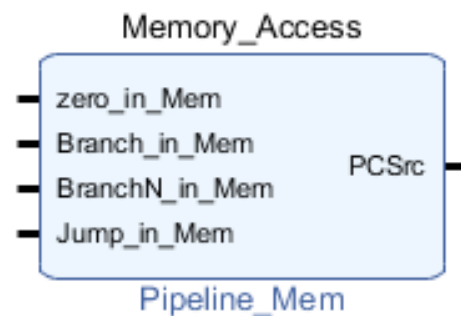 Memory_Access
zero_in_Mem
Branch_in_Mem
BranchN_in_Mem
Jump_in_Mem
PCSrc
Pipeline_Mem